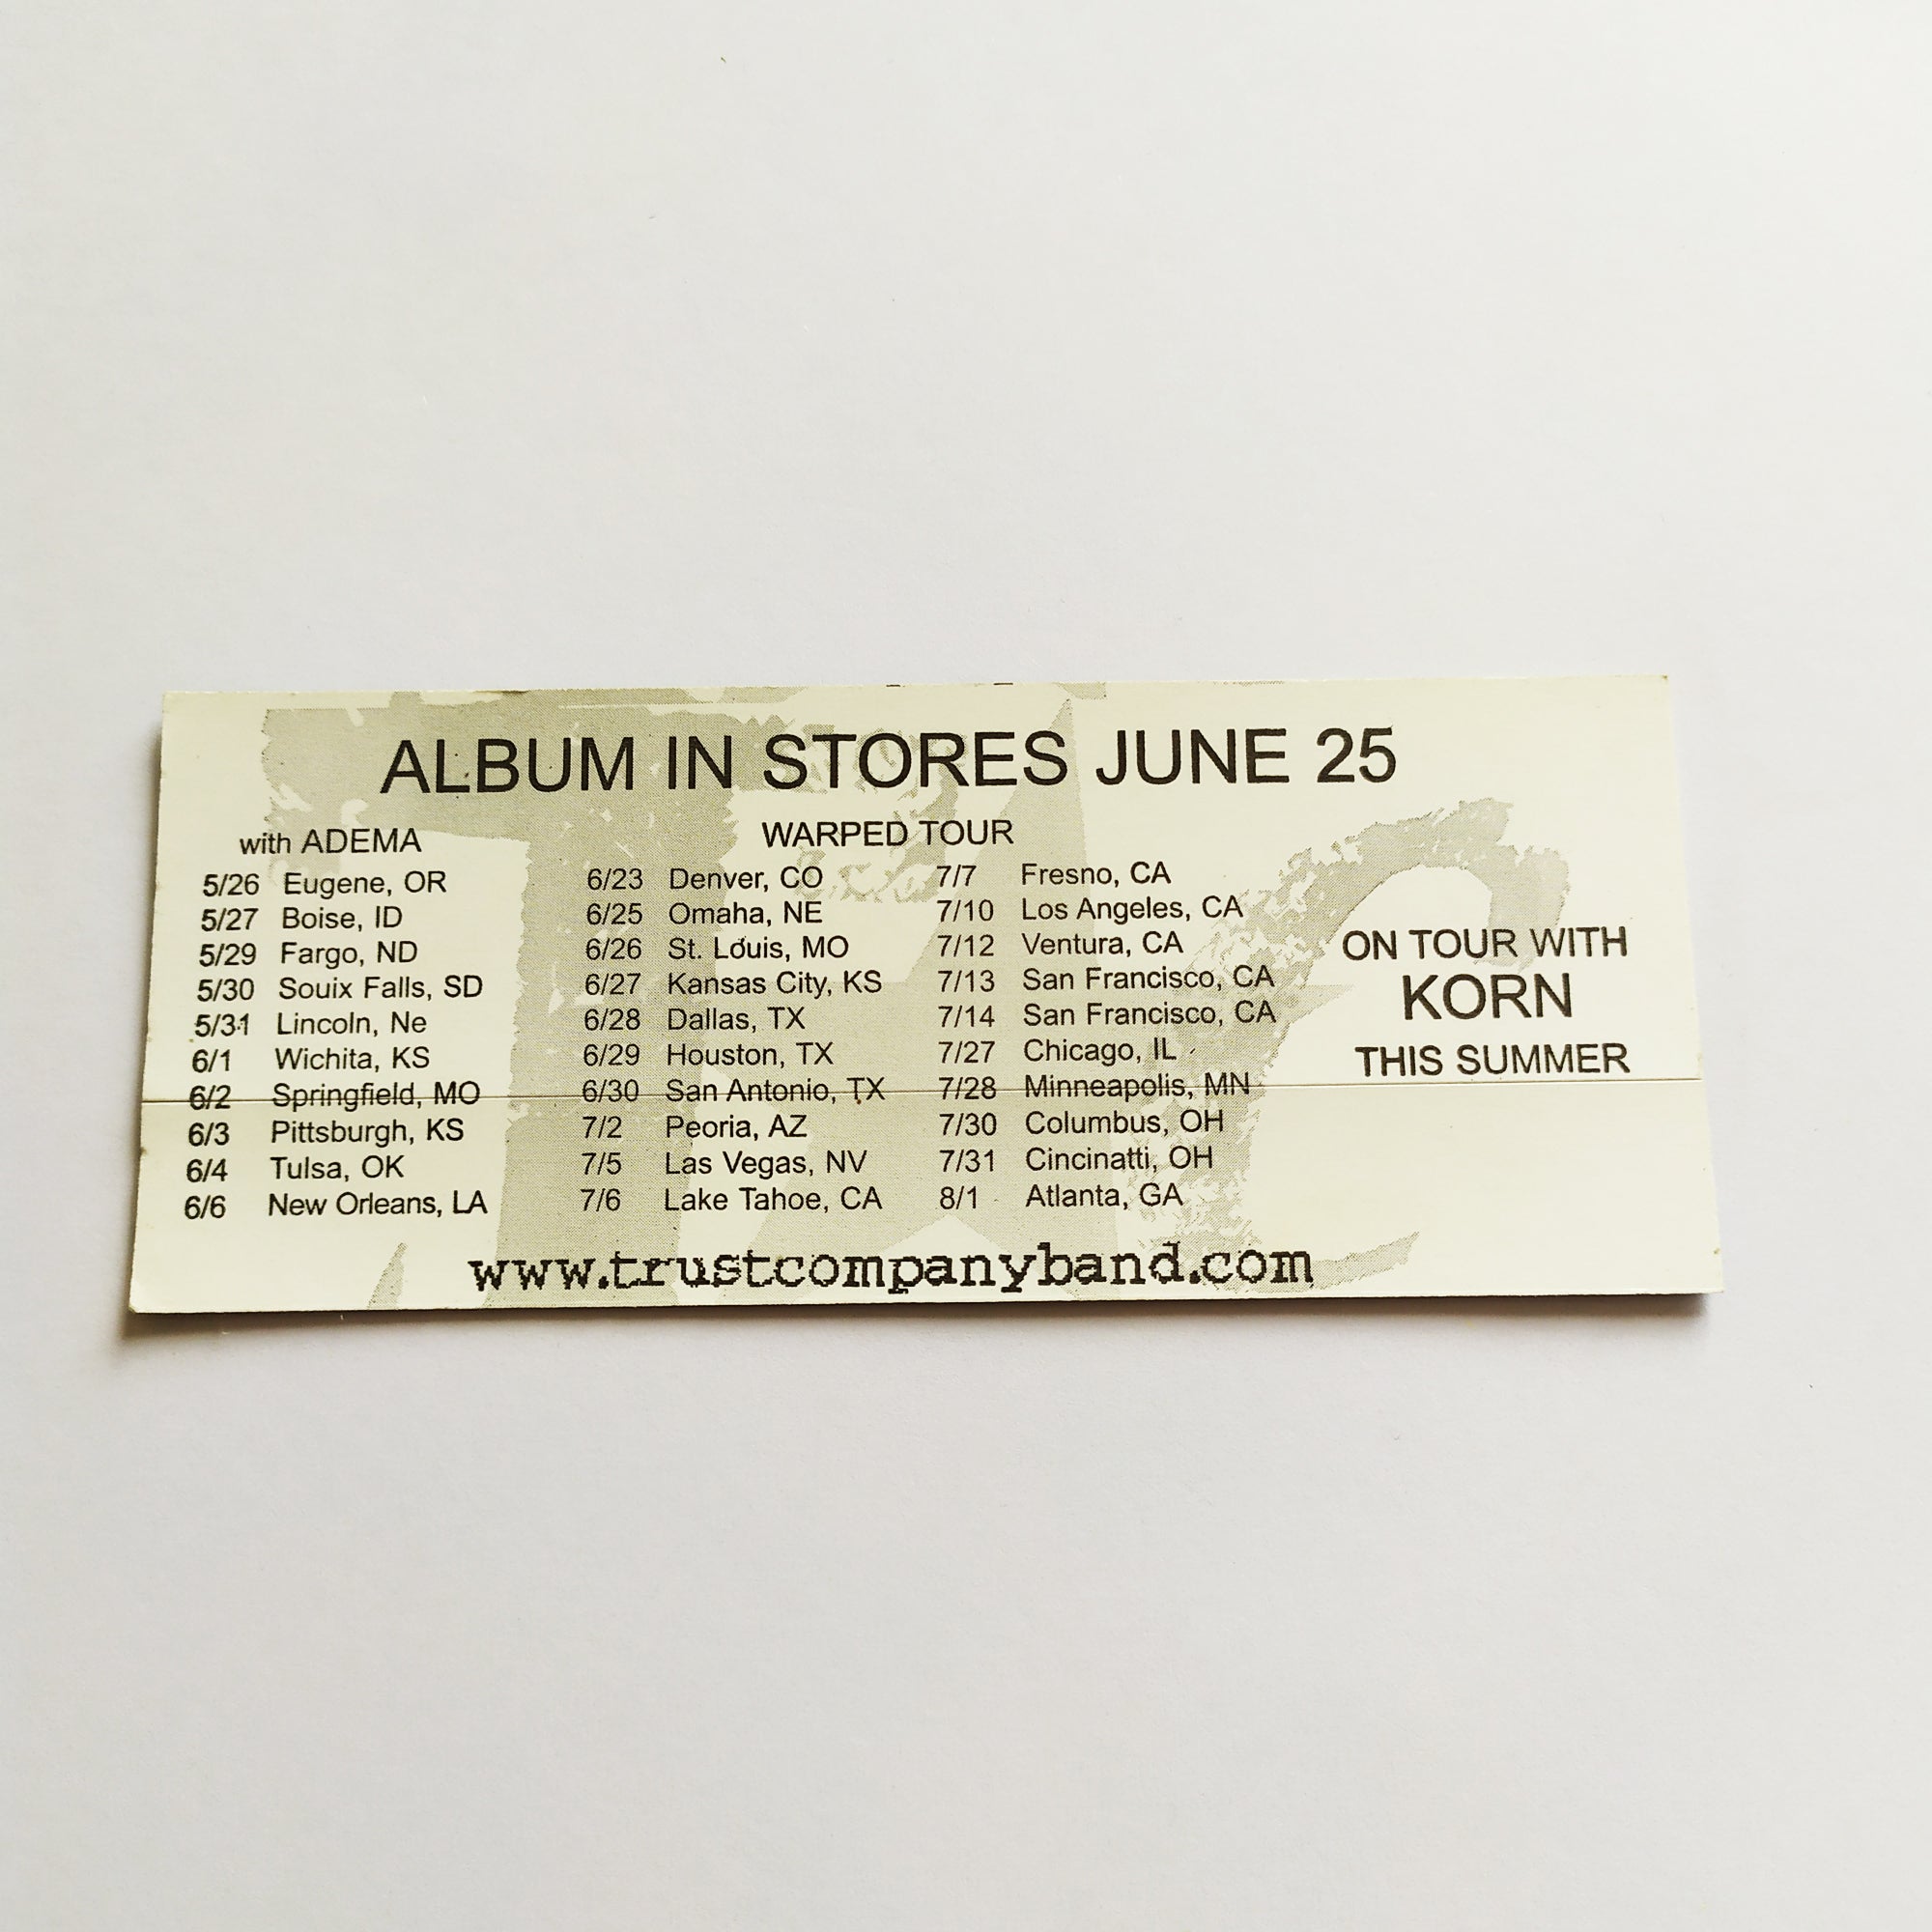 ALBUM IN STORES JUNE 25
with ADEMA
5/26 Eugene, OR
5/27 Boise, ID
5/29 Fargo, ND
5/30 Souix Falls, SD
5/31 Lincoln, Ne
6/1 Wichita, KS
6/2 Springfield, MO
6/3 Pittsburgh, KS
6/4 Tulsa, OK
6/6 New Orleans, LA
WARPED TOUR
6/23 Denver, CO
6/25 Omaha, NE
6/26 St. Louis, MO
6/27 Kansas City, KS
6/28 Dallas, TX
6/29 Houston, TX
6/30 San Antonio, TX
7/2 Peoria, AZ
7/5 Las Vegas, NV
7/6 Lake Tahoe, CA
7/7 Fresno, CA
7/10 Los Angeles, CA
7/12 Ventura, CA
7/13 San Francisco, CA
7/14 San Francisco, CA
7/27 Chicago, IL
7/28 Minneapolis, MN
7/30 Columbus, OH
7/31 Cincinatti, OH
8/1 Atlanta, GA
ON TOUR WITH
KORN
THIS SUMMER
www.trustcompanyband.com